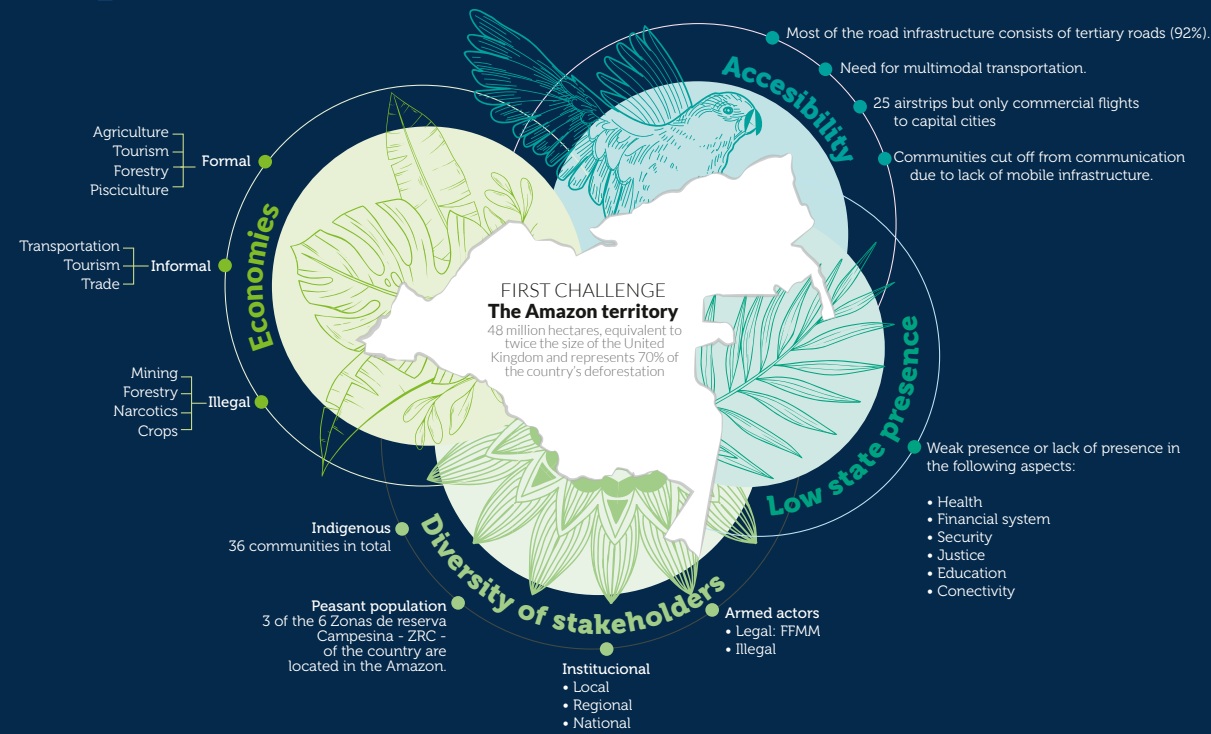 FIRST CHALLENGE
The Amazon territory
48 million hectares, equivalent to
twice the size of the United
Kingdom and represents 70% of
the country's deforestation
Economies
Formal
Agriculture
Tourism
Forestry
Pisciculture
Informal
Transportation
Tourism
Trade
Illegal
Mining
Forestry
Narcotics
Crops
Accesibility
Most of the road infrastructure consists of tertiary roads (92%).
Need for multimodal transportation.
25 airstrips but only commercial flights
to capital cities
Communities cut off from communication
due to lack of mobile infrastructure.
Low state presence
Weak presence or lack of presence in
the following aspects:
• Health
• Financial system
• Security
• Justice
• Education
• Conectivity
Diversity of stakeholders
Indigenous
36 communities in total
Peasant population
3 of the 6 Zonas de reserva
Campesina - ZRC -
of the country are
located in the Amazon.
Institucional
• Local
• Regional
• National
Armed actors
• Legal: FFMM
• Illegal